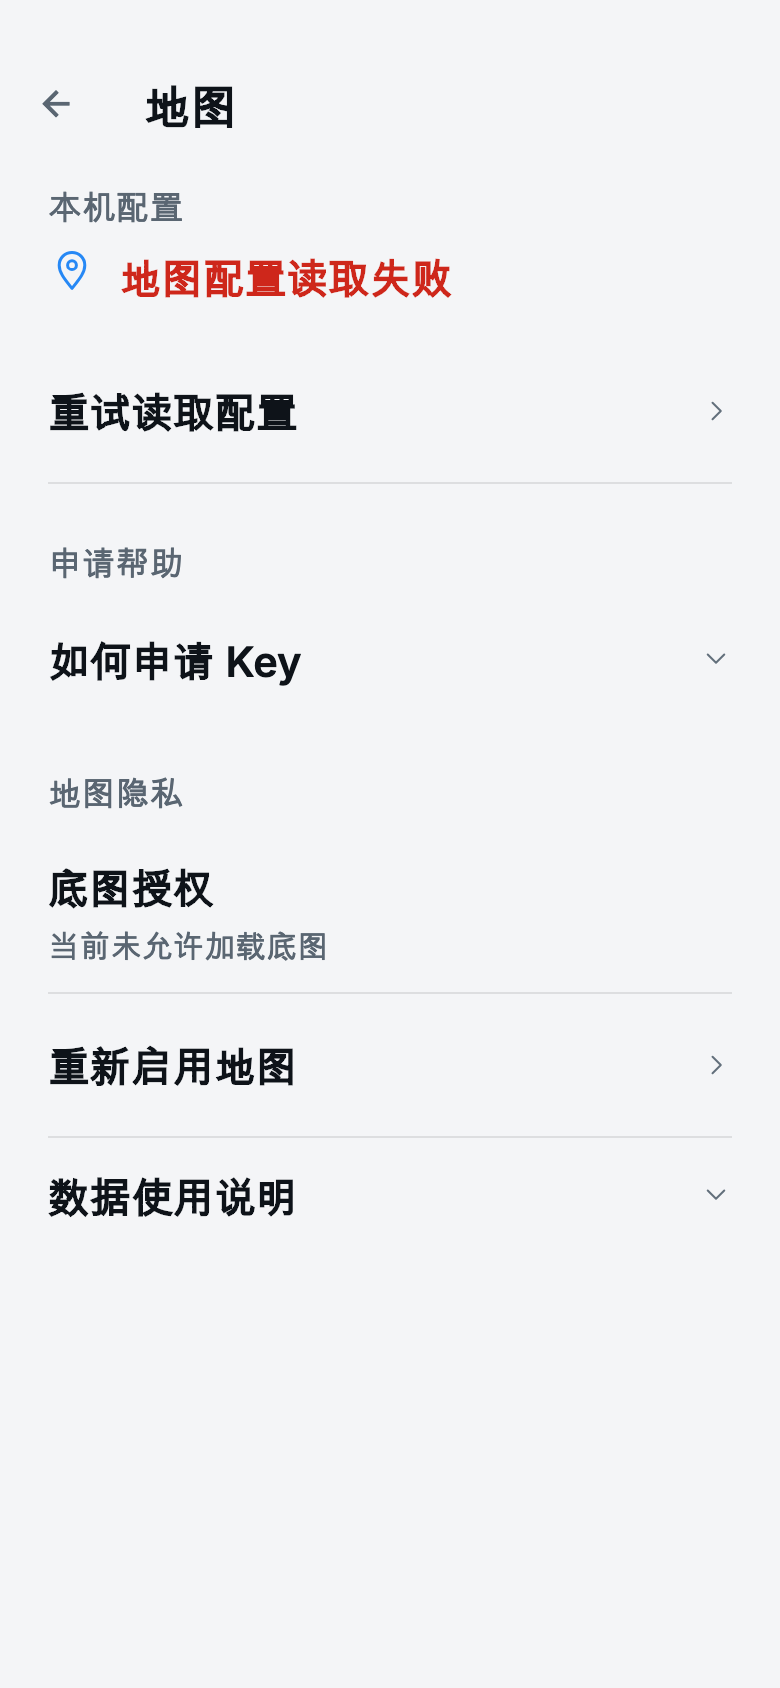 地图
本机配置
地图配置读取失败
重试读取配置
申请帮助
如何申请 Key
地图隐私
底图授权
当前未允许加载底图
重新启用地图
数据使用说明